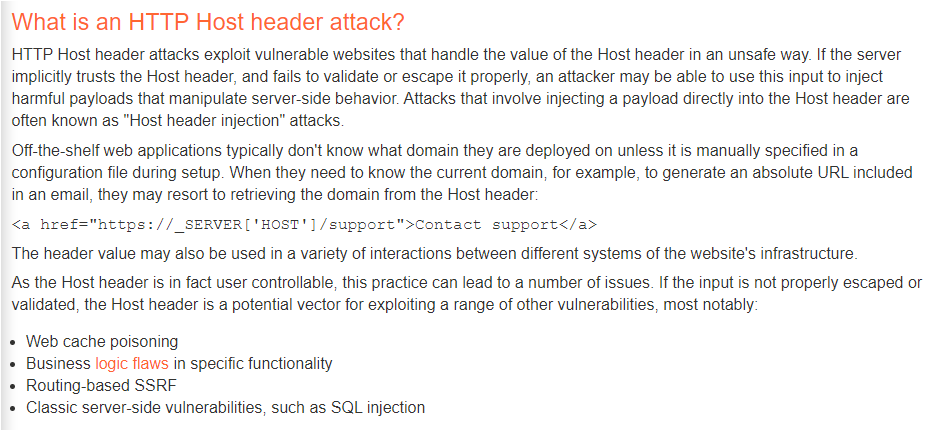 What is an HTTP Host header attack?
HTTP Host header attacks exploit vulnerable websites that handle the value of the Host header in an unsafe way. If the server
implicitly trusts the Host header, and fails to validate or escape it properly, an attacker may be able to use this input to inject
harmful payloads that manipulate server-side behavior. Attacks that involve injecting a payload directly into the Host header are
often known as "Host header injection" attacks.
Off-the-shelf web applications typically don't know what domain they are deployed on unless it is manually specified in a
configuration file during setup. When they need to know the current domain, for example, to generate an absolute URL included
in an email, they may resort to retrieving the domain from the Host header:
<a href="https://_SERVER['HOST']/support">Contact support</a>
The header value may also be used in a variety of interactions between different systems of the website's infrastructure.
As the Host header is in fact user controllable, this practice can lead to a number of issues. If the input is not properly escaped or
validated, the Host header is a potential vector for exploiting a range of other vulnerabilities, most notably:
• Web cache poisoning
• Business logic flaws in specific functionality
• Routing-based SSRF
• Classic server-side vulnerabilities, such as SQL injection